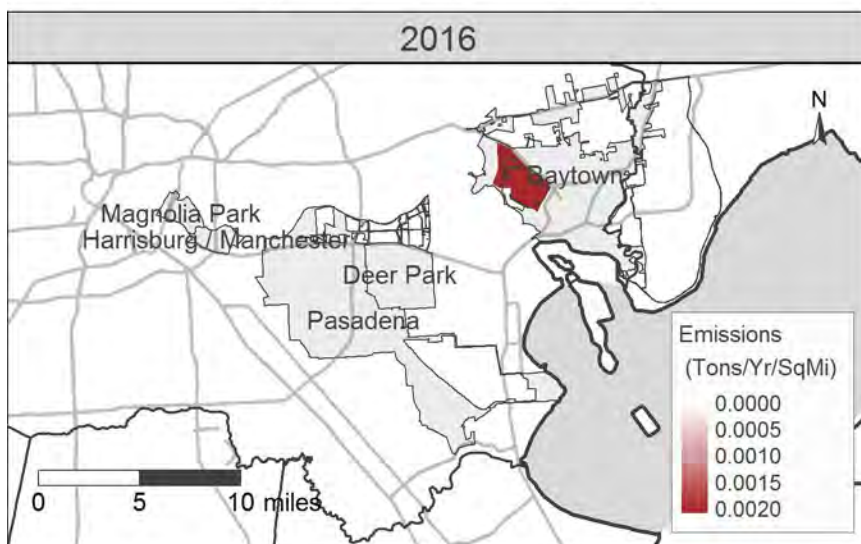 2016
N
Baytown
Magnolia Park
Harrisburg Manchester
Deer Park
Pasadena
Emissions
(Tons/Yr/SqMi)
0.0000
0.0005
0.0010
0.0015
0.0020
0 5 10 miles